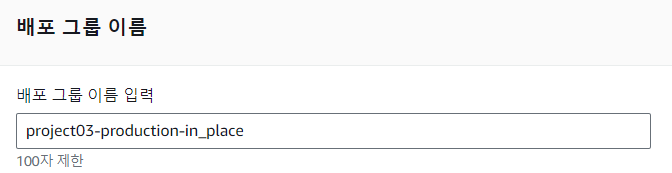 배포 그룹 이름
배포 그룹 이름 입력
project03-production-in_place
100자 제한